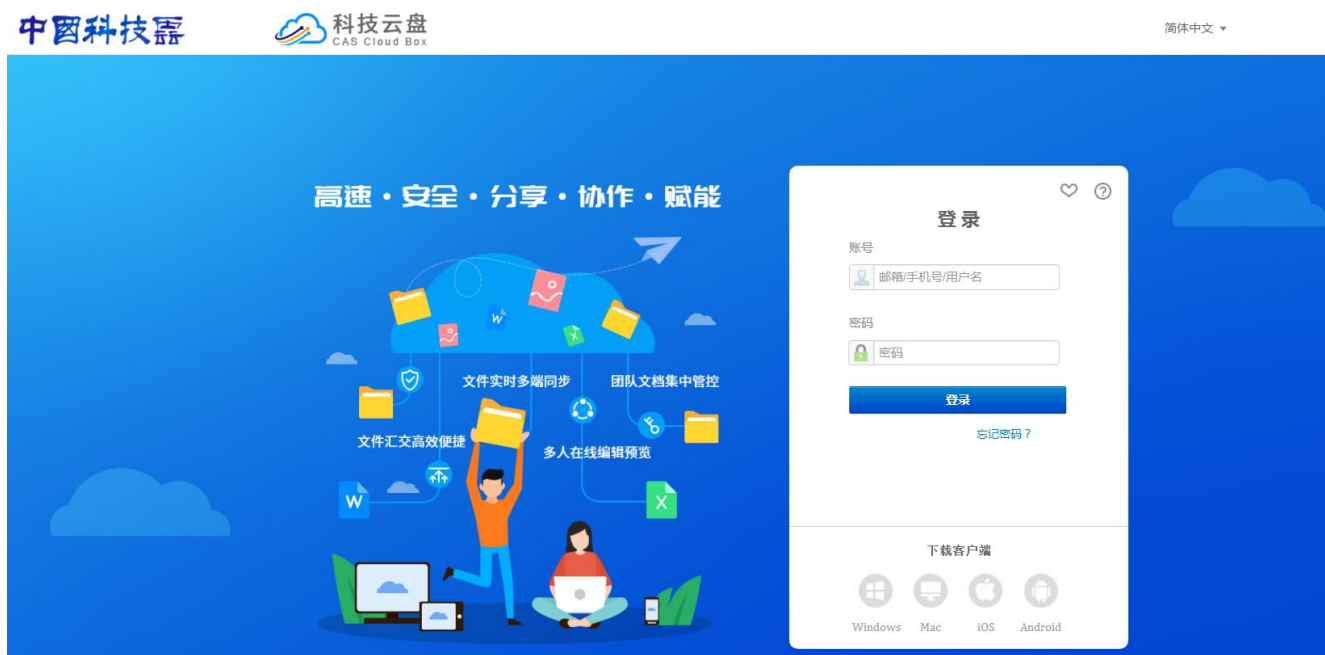 中國科技雲
科技云盘
CAS Cloud Box
简体中文
高速·安全·分享·协作·赋能
登录
账号
邮箱/手机号/用户名
密码
密码
登录
忘记密码？
文件实时多端同步
团队文档集中管控
文件汇交高效便捷
多人在线编辑预览
W
X
W
X
下载客户端
Windows
Mac
iOS
Android